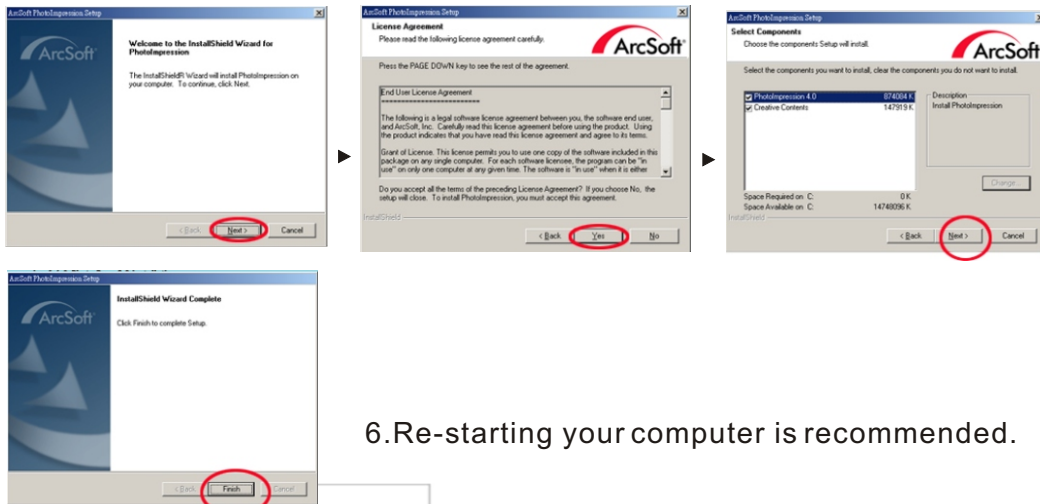 ArcSoft PhotoImpression Setup
ArcSoft
Welcome to the InstallShield Wizard for
PhotoImpression
The InstallShieldR Wizard will install PhotoImpression on
your computer. To continue, click Next.
< Back
Next >
Cancel
ArcSoft PhotoImpression Setup
License Agreement
Please read the following license agreement carefully.
ArcSoft
Press the PAGE DOWN key to see the rest of the agreement.
End User License Agreement
==========================
The following is a legal software license agreement between you, the software end user,
and ArcSoft, Inc. Carefully read this license agreement before using the product. Using
the product indicates that you have read this license agreement and agree to its terms.
Grant of License. This license permits you to use one copy of the software included in this
package on any single computer. For each software licensee, the program can be "in
use" on only one computer at any given time. The software is "in use" when it is either
Do you accept all the terms of the preceding License Agreement? If you choose No, the
setup will close. To install PhotoImpression, you must accept this agreement.
InstallShield
< Back
Yes
No
ArcSoft PhotoImpression Setup
Select Components
Choose the components Setup will install.
ArcSoft
Select the components you want to install, clear the components you do not want to install.
PhotoImpression 4.0 874084 K
Creative Contents 147919 K
Description
Install PhotoImpression
Change...
Space Required on C: 0 K
Space Available on C: 14748096 K
InstallShield
< Back
Next >
Cancel
ArcSoft PhotoImpression Setup
ArcSoft
InstallShield Wizard Complete
Click Finish to complete Setup.
< Back
Finish
Cancel
6.Re-starting your computer is recommended.